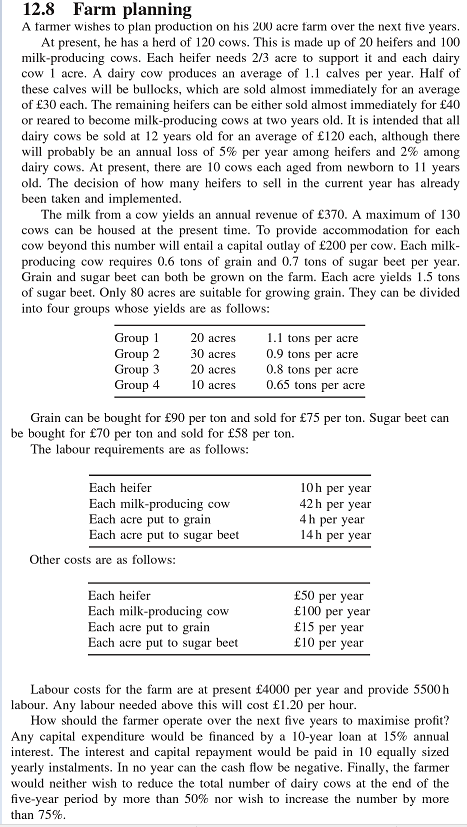 12.8 Farm planning
A farmer wishes to plan production on his 200 acre farm over the next five years.
At present, he has a herd of 120 cows. This is made up of 20 heifers and 100
milk-producing cows. Each heifer needs 2/3 acre to support it and each dairy
cow 1 acre. A dairy cow produces an average of 1.1 calves per year. Half of
these calves will be bullocks, which are sold almost immediately for an average
of £30 each. The remaining heifers can be either sold almost immediately for £40
or reared to become milk-producing cows at two years old. It is intended that all
dairy cows be sold at 12 years old for an average of £120 each, although there
will probably be an annual loss of 5% per year among heifers and 2% among
dairy cows. At present, there are 10 cows each aged from newborn to 11 years
old. The decision of how many heifers to sell in the current year has already
been taken and implemented.
The milk from a cow yields an annual revenue of £370. A maximum of 130
cows can be housed at the present time. To provide accommodation for each
cow beyond this number will entail a capital outlay of £200 per cow. Each milk-
producing cow requires 0.6 tons of grain and 0.7 tons of sugar beet per year.
Grain and sugar beet can both be grown on the farm. Each acre yields 1.5 tons
of sugar beet. Only 80 acres are suitable for growing grain. They can be divided
into four groups whose yields are as follows:
Group 1 20 acres 1.1 tons per acre
Group 2 30 acres 0.9 tons per acre
Group 3 20 acres 0.8 tons per acre
Group 4 10 acres 0.65 tons per acre
Grain can be bought for £90 per ton and sold for £75 per ton. Sugar beet can
be bought for £70 per ton and sold for £58 per ton.
The labour requirements are as follows:
Each heifer 10 h per year
Each milk-producing cow 42 h per year
Each acre put to grain 4 h per year
Each acre put to sugar beet 14 h per year
Other costs are as follows:
Each heifer £50 per year
Each milk-producing cow £100 per year
Each acre put to grain £15 per year
Each acre put to sugar beet £10 per year
Labour costs for the farm are at present £4000 per year and provide 5500 h
labour. Any labour needed above this will cost £1.20 per hour.
How should the farmer operate over the next five years to maximise profit?
Any capital expenditure would be financed by a 10-year loan at 15% annual
interest. The interest and capital repayment would be paid in 10 equally sized
yearly instalments. In no year can the cash flow be negative. Finally, the farmer
would neither wish to reduce the total number of dairy cows at the end of the
five-year period by more than 50% nor wish to increase the number by more
than 75%.